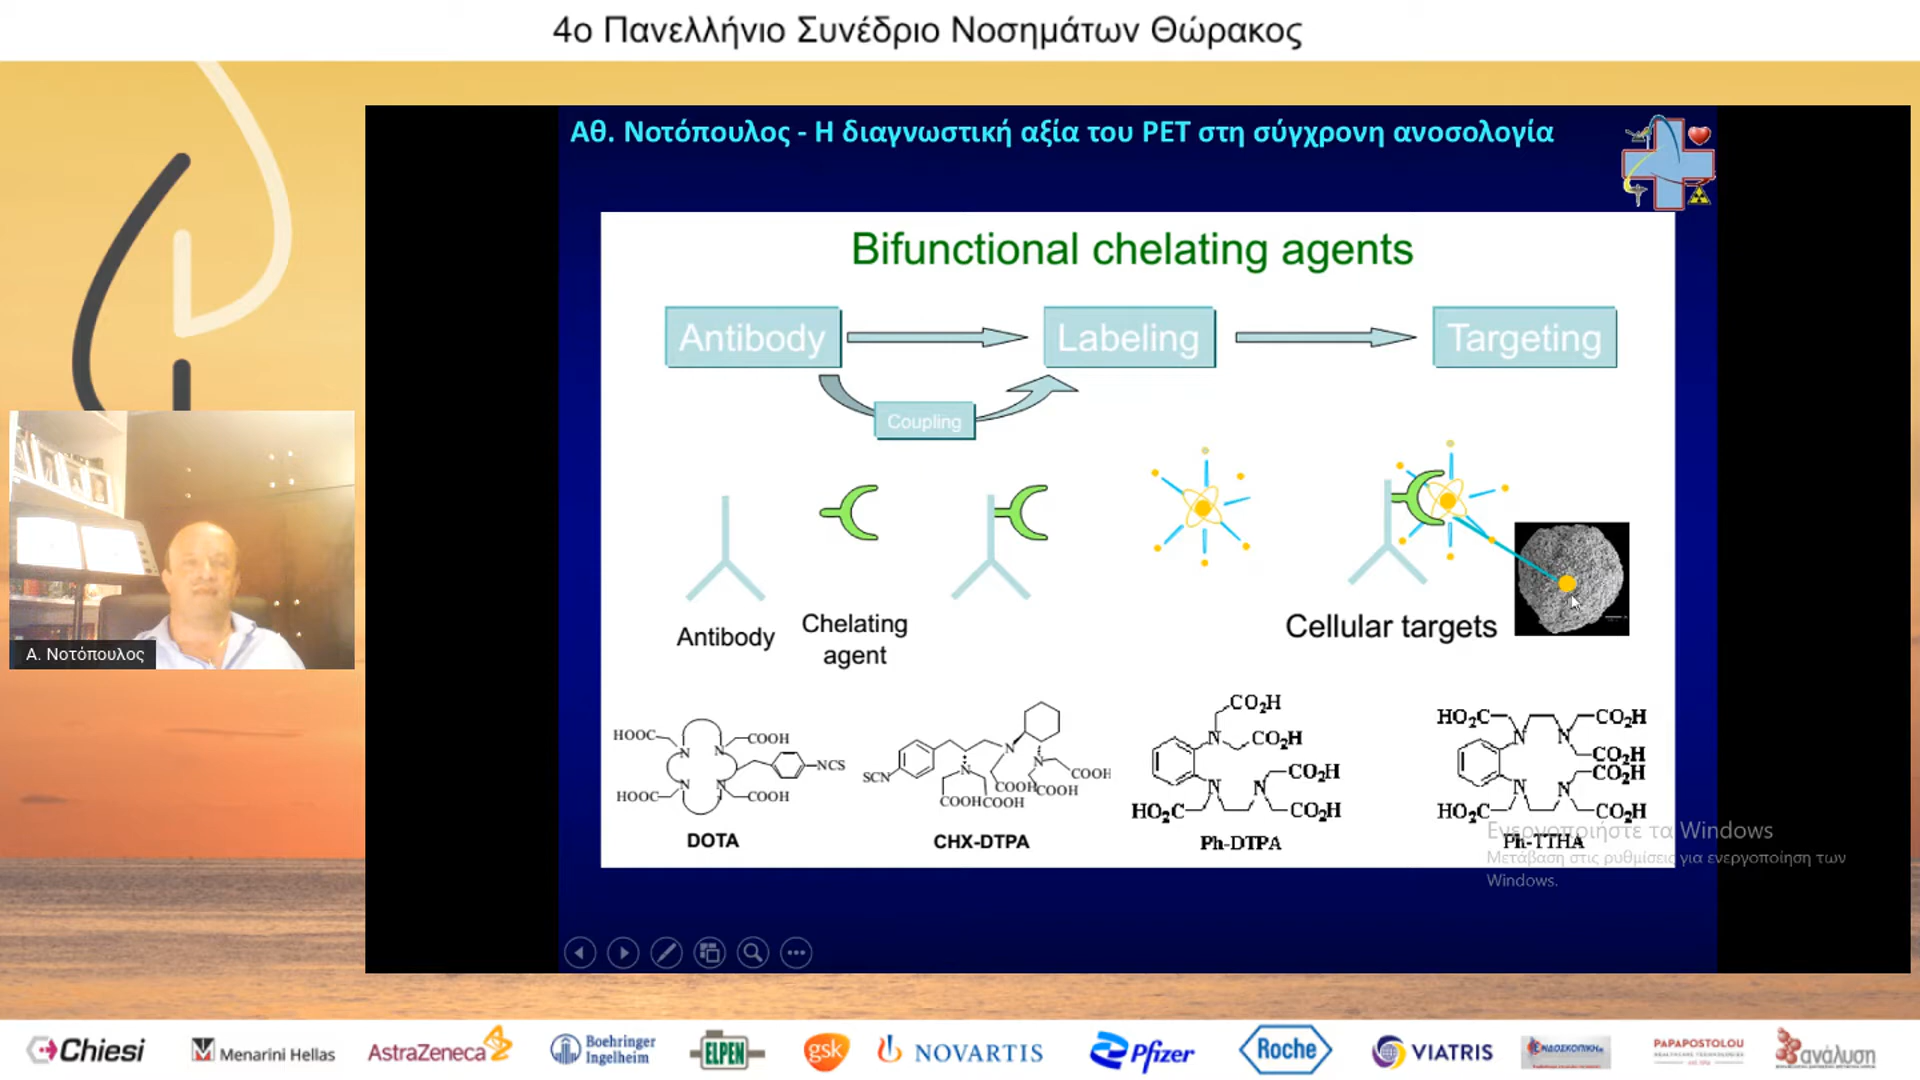 4ο Πανελλήνιο Συνέδριο Νοσημάτων Θώρακος
Αθ. Νοτόπουλος - Η διαγνωστική αξία του PET στη σύγχρονη ανοσολογία
Bifunctional chelating agents
Antibody
Labeling
Targeting
Coupling
Antibody
Chelating
agent
Cellular targets
Α. Νοτόπουλος
HOOC
COOH
N
N
N
N
NCS
HOOC
COOH
DOTA
SCN
N
N
N
COOH
COOH
COOH
COOH
COOH
CHX-DTPA
CO₂H
N
CO₂H
N
N
CO₂H
HO₂C
CO₂H
Ph-DTPA
HO₂C
CO₂H
N
N
CO₂H
CO₂H
N
N
HO₂C
CO₂H
Ph-TTHA
Ενεργοποιήστε τα Windows
Μετάβαση στις ρυθμίσεις για ενεργοποίηση των
Windows.
Chiesi
Menarini Hellas
AstraZeneca
Boehringer
Ingelheim
ELPEN
gsk
NOVARTIS
Pfizer
Roche
VIATRIS
ΕΝΔΟΣΚΟΠΙΚΗ
PAPAPOSTOLOU
ανάλυση